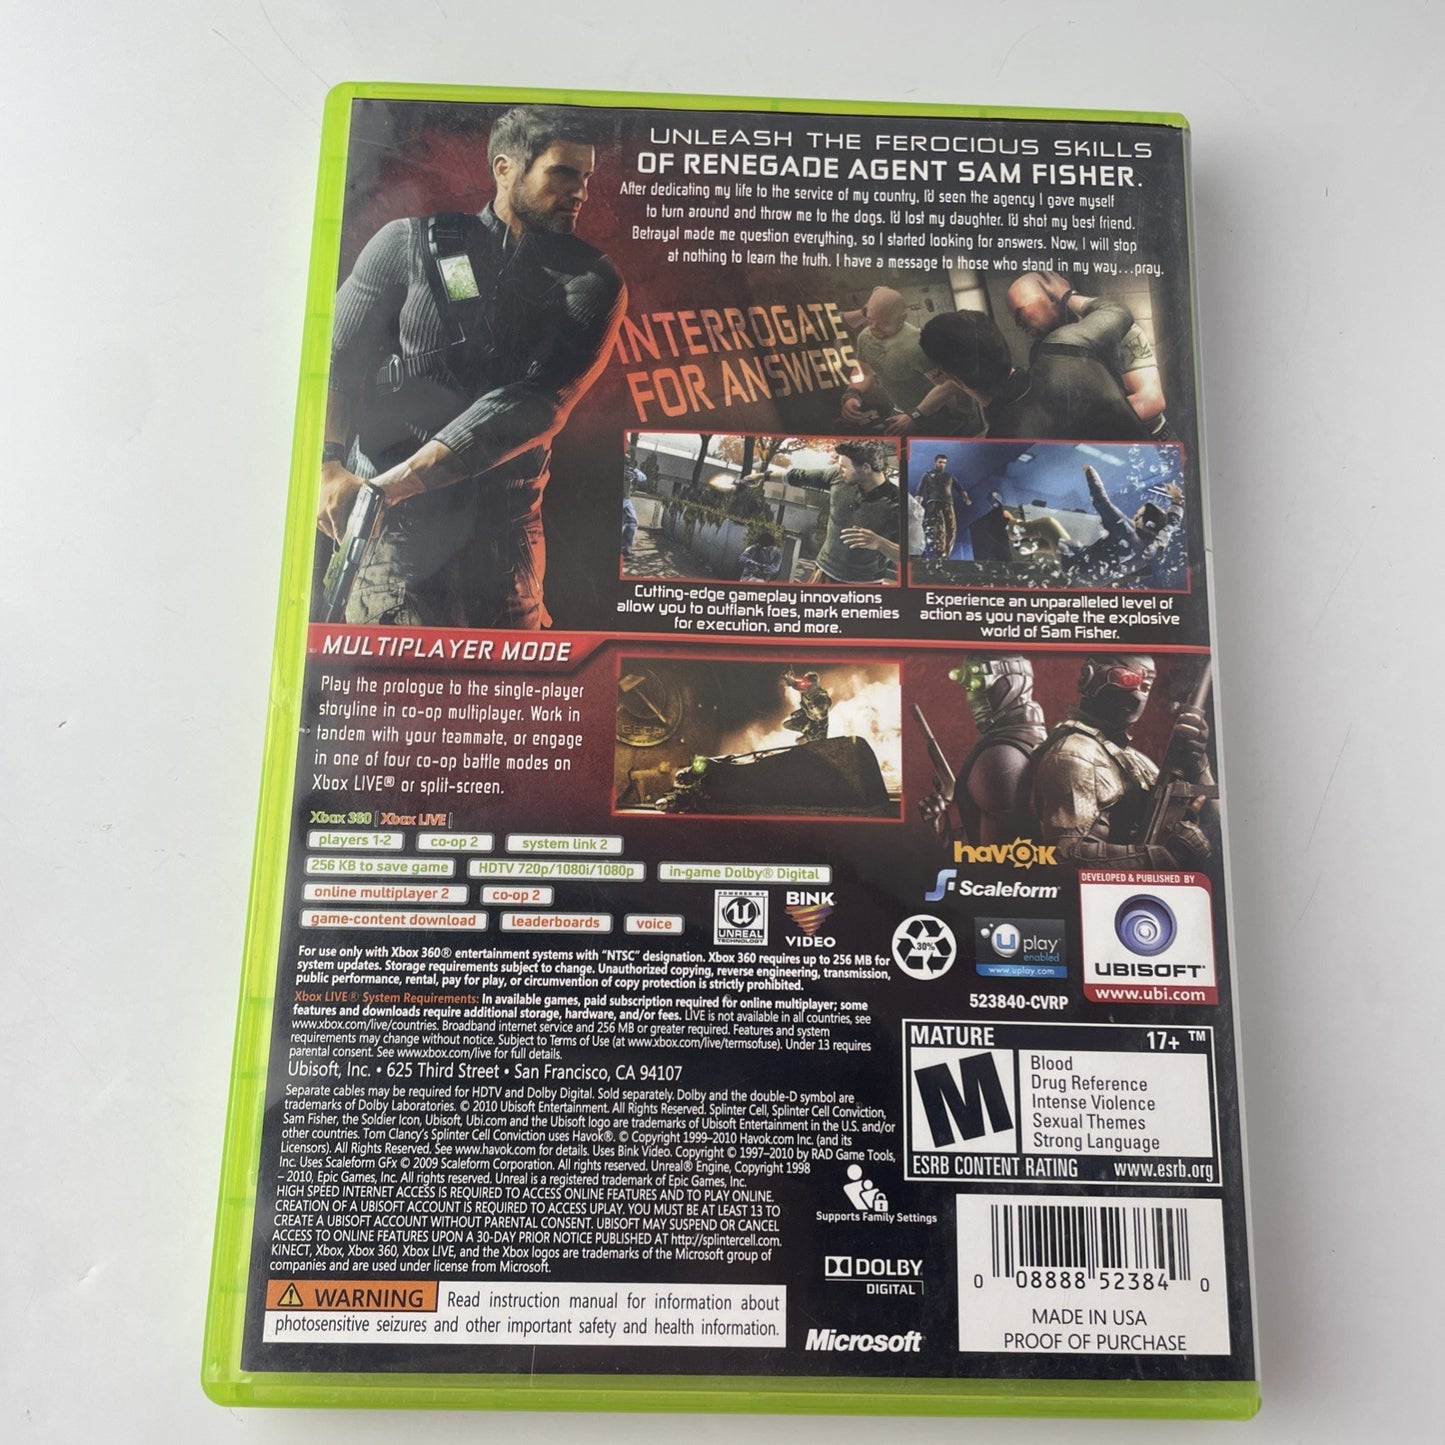 UNLEASH THE FEROCIOUS SKILLS
OF RENEGADE AGENT SAM FISHER.
After dedicating my life to the service of my country, I'd seen the agency I gave myself
to turn around and throw me to the dogs. I'd lost my daughter. I'd shot my best friend.
Betrayal made me question everything, so I started looking for answers. Now, I will stop
at nothing to learn the truth. I have a message to those who stand in my way...pray.
INTERROGATE
FOR ANSWERS
Cutting-edge gameplay innovations
allow you to outflank foes, mark enemies
for execution, and more.
Experience an unparalleled level of
action as you navigate the explosive
world of Sam Fisher.
MULTIPLAYER MODE
Play the prologue to the single-player
storyline in co-op multiplayer. Work in
tandem with your teammate, or engage
in one of four co-op battle modes on
Xbox LIVE® or split-screen.
Xbox 360 | Xbox LIVE |
players 1-2 co-op 2 system link 2
256 KB to save game HDTV 720p/1080i/1080p in-game Dolby® Digital
online multiplayer 2 co-op 2
game-content download leaderboards voice
POWERED BY
UNREAL
TECHNOLOGY
BINK
VIDEO
havok
Scaleform
30%
U play
enabled
www.uplay.com
523840-CVRP
DEVELOPED & PUBLISHED BY
UBISOFT
www.ubi.com
For use only with Xbox 360® entertainment systems with "NTSC" designation. Xbox 360 requires up to 256 MB for
system updates. Storage requirements subject to change. Unauthorized copying, reverse engineering, transmission,
public performance, rental, pay for play, or circumvention of copy protection is strictly prohibited.
Xbox LIVE® System Requirements: In available games, paid subscription required for online multiplayer; some
features and downloads require additional storage, hardware, and/or fees. LIVE is not available in all countries, see
www.xbox.com/live/countries. Broadband internet service and 256 MB or greater required. Features and system
requirements may change without notice. Subject to Terms of Use (at www.xbox.com/live/termsofuse). Under 13 requires
parental consent. See www.xbox.com/live for full details.
Ubisoft, Inc. • 625 Third Street • San Francisco, CA 94107
Separate cables may be required for HDTV and Dolby Digital. Sold separately. Dolby and the double-D symbol are
trademarks of Dolby Laboratories. © 2010 Ubisoft Entertainment. All Rights Reserved. Splinter Cell, Splinter Cell Conviction,
Sam Fisher, the Soldier Icon, Ubisoft, Ubi.com and the Ubisoft logo are trademarks of Ubisoft Entertainment in the U.S. and/or
other countries. Tom Clancy's Splinter Cell Conviction uses Havok®. © Copyright 1999–2010 Havok.com Inc. (and its
Licensors). All Rights Reserved. See www.havok.com for details. Uses Bink Video. Copyright © 1997–2010 by RAD Game Tools,
Inc. Uses Scaleform GFx © 2009 Scaleform Corporation. All rights reserved. Unreal® Engine, Copyright 1998
– 2010, Epic Games, Inc. All rights reserved. Unreal is a registered trademark of Epic Games, Inc.
HIGH SPEED INTERNET ACCESS IS REQUIRED TO ACCESS ONLINE FEATURES AND TO PLAY ONLINE.
CREATION OF A UBISOFT ACCOUNT IS REQUIRED TO ACCESS UPLAY. YOU MUST BE AT LEAST 13 TO
CREATE A UBISOFT ACCOUNT WITHOUT PARENTAL CONSENT. UBISOFT MAY SUSPEND OR CANCEL
ACCESS TO ONLINE FEATURES UPON A 30-DAY PRIOR NOTICE PUBLISHED AT http://splintercell.com.
KINECT, Xbox, Xbox 360, Xbox LIVE, and the Xbox logos are trademarks of the Microsoft group of
companies and are used under license from Microsoft.
WARNING Read instruction manual for information about
photosensitive seizures and other important safety and health information.
MATURE 17+ ™
M
Blood
Drug Reference
Intense Violence
Sexual Themes
Strong Language
ESRB CONTENT RATING www.esrb.org
Supports Family Settings
DOLBY
DIGITAL
Microsoft
0 08888 52384 0
MADE IN USA
PROOF OF PURCHASE